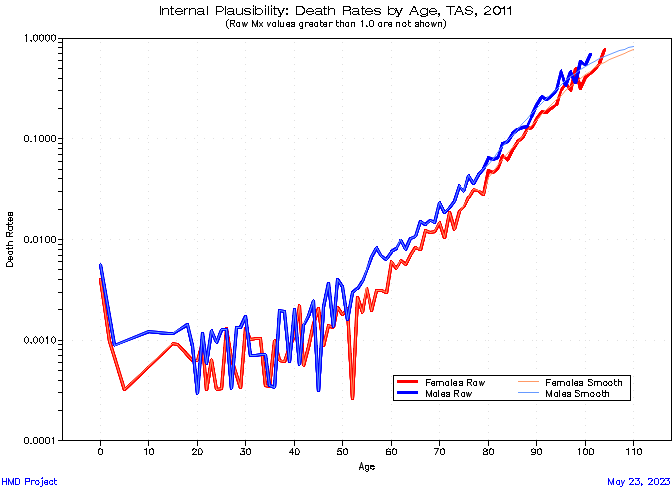 Internal Plausibility: Death Rates by Age, TAS, 2011
(Raw Mx values greater than 1.0 are not shown)
1.0000
0.1000
0.0100
0.0010
0.0001
Death Rates
Females Raw
Females Smooth
Males Raw
Males Smooth
0 10 20 30 40 50 60 70 80 90 100 110
Age
HMD Project
May 23, 2023